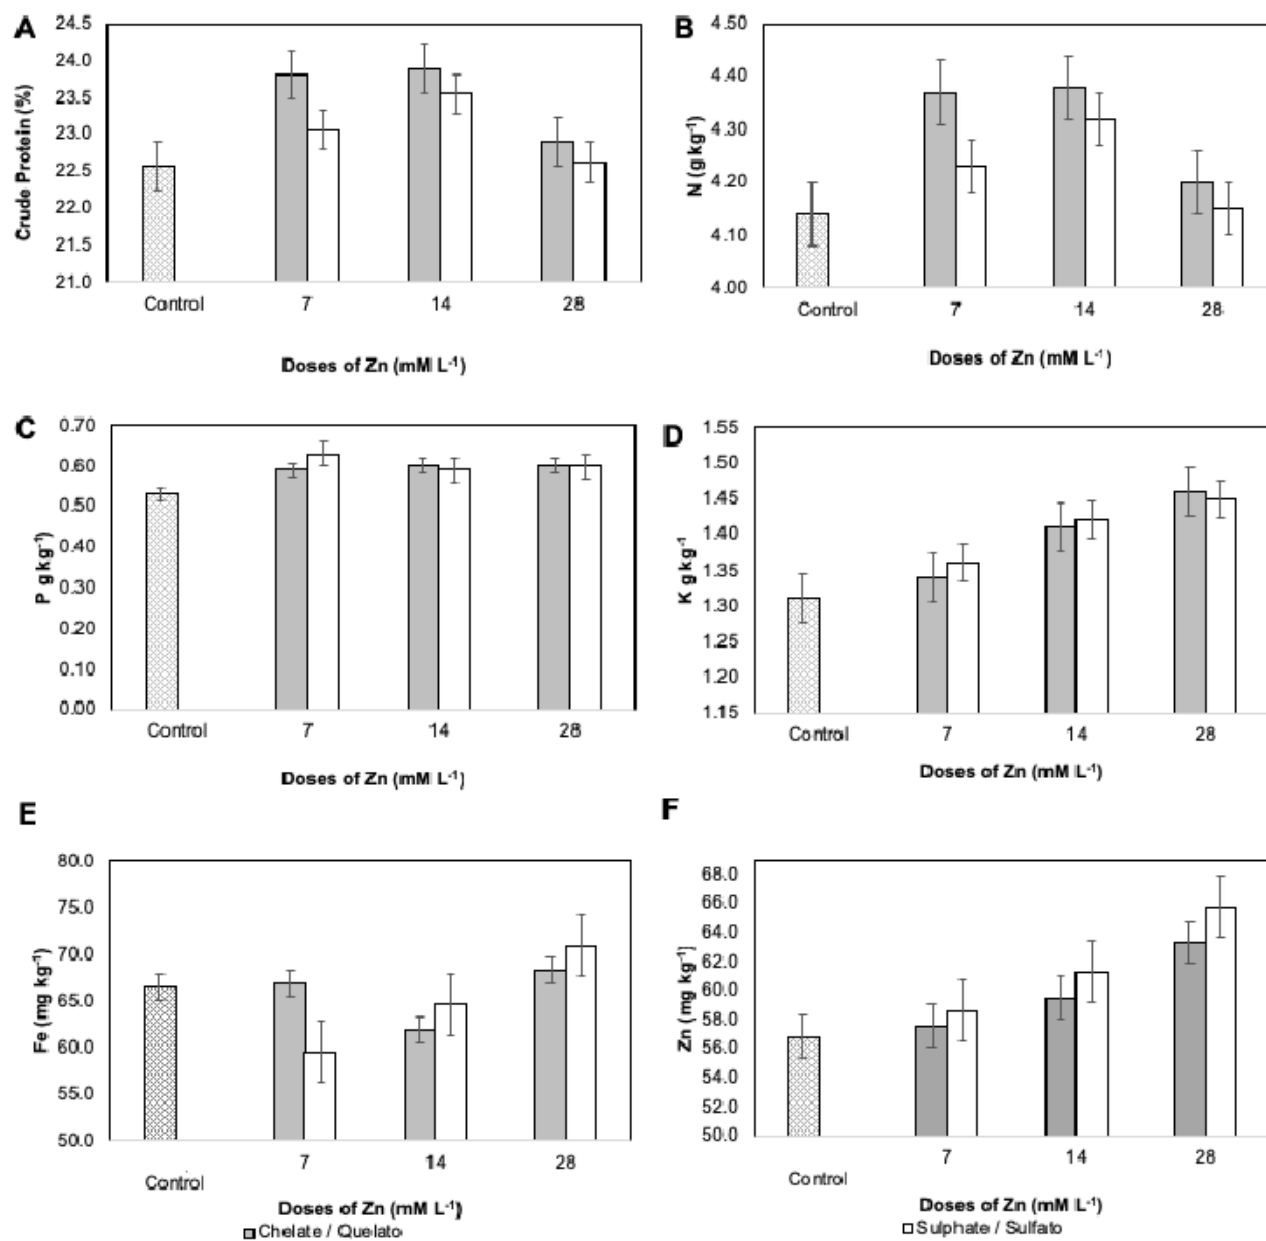 A
Crude Protein (%)
24.5
24.0
23.5
23.0
22.5
22.0
21.5
21.0
Control 7 14 28
Doses of Zn (mM L-1)
B
N (g kg-1)
4.50
4.40
4.30
4.20
4.10
4.00
Control 7 14 28
Doses of Zn (mM L-1)
C
P g kg-1)
0.70
0.60
0.50
0.40
0.30
0.20
0.10
0.00
Control 7 14 28
Doses of Zn (mM L-1)
D
K g kg-1
1.55
1.50
1.45
1.40
1.35
1.30
1.25
1.20
1.15
Control 7 14 28
Doses of Zn (mM L-1)
E
Fe (mg kg-1)
80.0
75.0
70.0
65.0
60.0
55.0
50.0
Control 7 14 28
Doses of Zn (mM L-1)
Chelate / Quelato
F
Zn (mg kg-1)
68.0
66.0
64.0
62.0
60.0
58.0
56.0
54.0
52.0
50.0
Control 7 14 28
Doses of Zn (mM L-1)
Sulphate / Sulfato